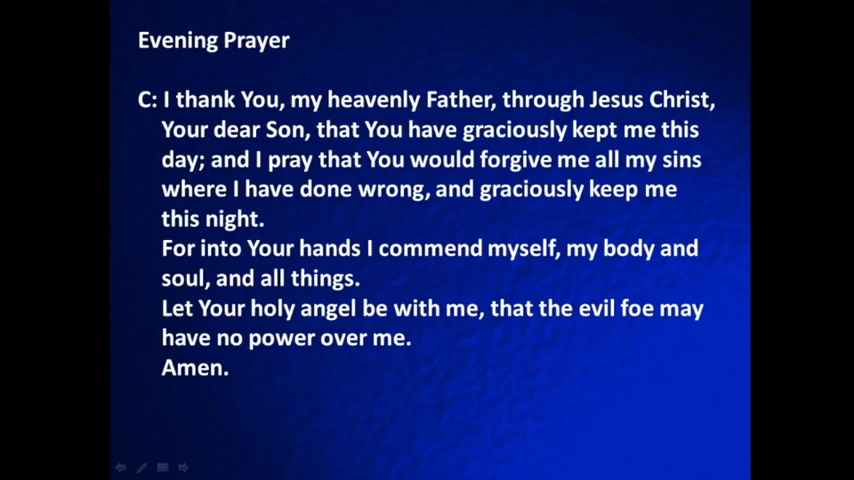 Evening Prayer
C: I thank You, my heavenly Father, through Jesus Christ,
Your dear Son, that You have graciously kept me this
day; and I pray that You would forgive me all my sins
where I have done wrong, and graciously keep me
this night.
For into Your hands I commend myself, my body and
soul, and all things.
Let Your holy angel be with me, that the evil foe may
have no power over me.
Amen.